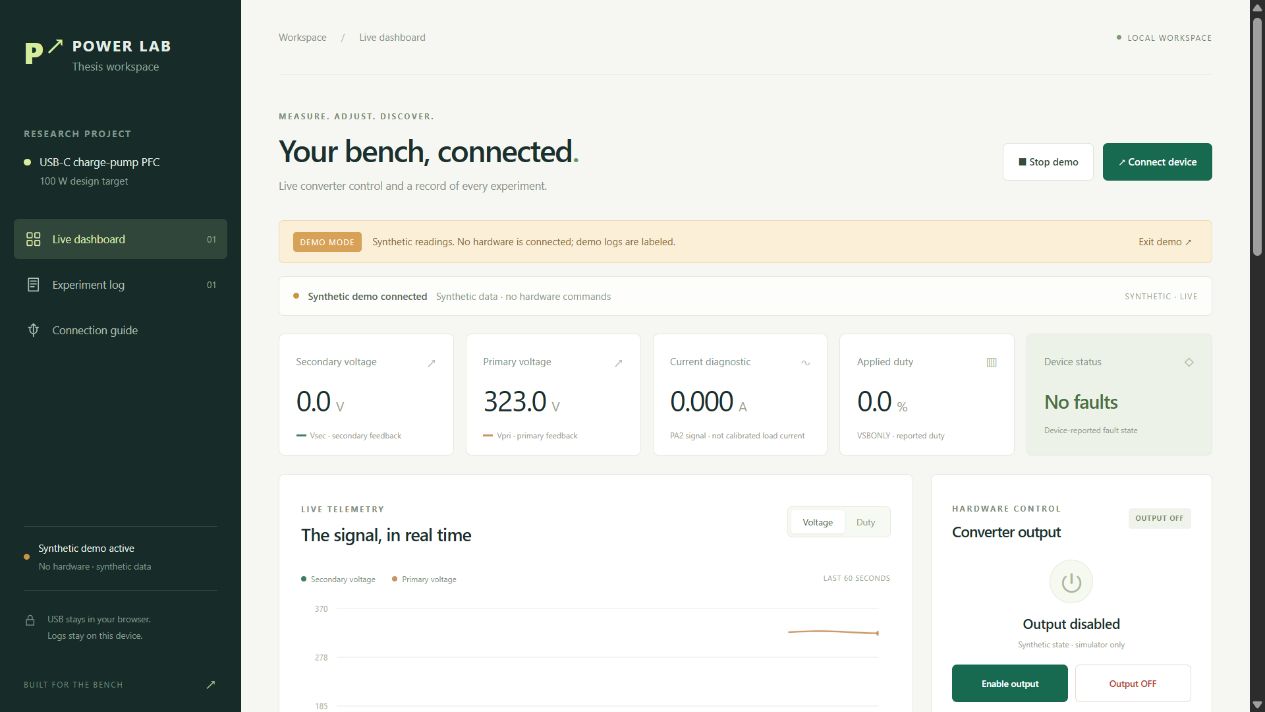 P↗ POWER LAB
Thesis workspace
RESEARCH PROJECT
USB-C charge-pump PFC
100 W design target
Live dashboard 01
Experiment log 01
Connection guide
Synthetic demo active
No hardware · synthetic data
USB stays in your browser.
Logs stay on this device.
BUILT FOR THE BENCH ↗
Workspace / Live dashboard
LOCAL WORKSPACE
MEASURE. ADJUST. DISCOVER.
Your bench, connected.
Live converter control and a record of every experiment.
Stop demo
↗ Connect device
DEMO MODE Synthetic readings. No hardware is connected; demo logs are labeled. Exit demo ↗
Synthetic demo connected Synthetic data · no hardware commands SYNTHETIC · LIVE
Secondary voltage ↗
0.0 V
Vsec · secondary feedback
Primary voltage ↗
323.0 V
Vpri · primary feedback
Current diagnostic ∿
0.000 A
PA2 signal · not calibrated load current
Applied duty ▥
0.0 %
VSBONLY · reported duty
Device status ◇
No faults
Device-reported fault state
LIVE TELEMETRY
The signal, in real time
Voltage Duty
Secondary voltage Primary voltage LAST 60 SECONDS
370
278
185
HARDWARE CONTROL
Converter output
OUTPUT OFF
Output disabled
Synthetic state · simulator only
Enable output
Output OFF